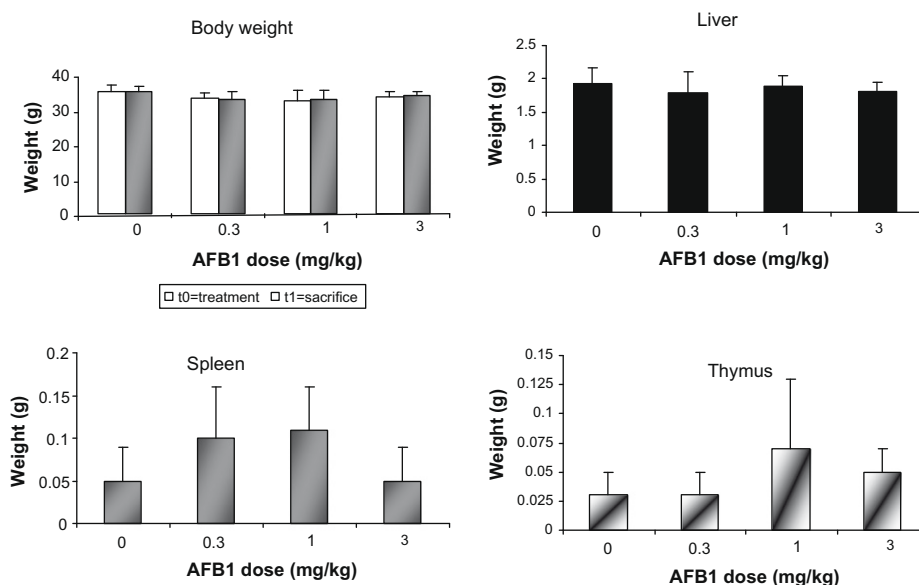 Body weight
Weight (g)
40
30
20
10
0
0 0.3 1 3
AFB1 dose (mg/kg)
t0=treatment t1=sacrifice
Liver
Weight (g)
2.5
2
1.5
1
0.5
0
0 0.3 1 3
AFB1 dose (mg/kg)
Spleen
Weight (g)
0.2
0.15
0.1
0.05
0
0 0.3 1 3
AFB1 dose (mg/kg)
Thymus
Weight (g)
0.15
0.125
0.1
0.075
0.05
0.025
0
0 0.3 1 3
AFB1 dose (mg/kg)